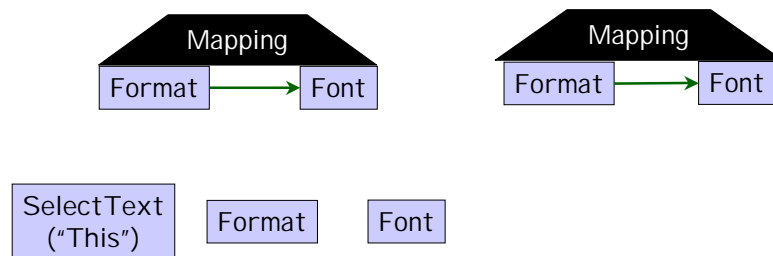 Mapping
Mapping
Format
Font
Format
Font
SelectText
(“This”)
Format
Font